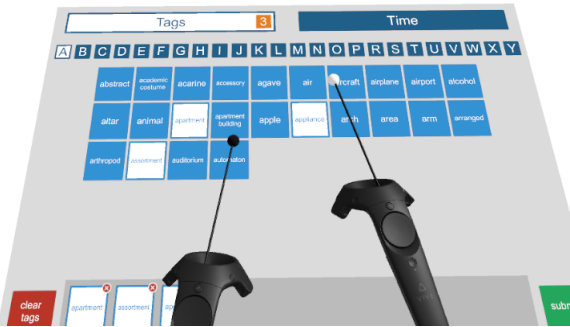 Tags 3 Time
A B C D E F G H I J K L M N O P R S T U V W X Y
abstract academic costume acarine accessory agave air airplane airport alcohol
altar animal apartment apartment building apple appliance arch area arm arranged
arthropod assortment auditorium automaton
clear tags apartment assortment